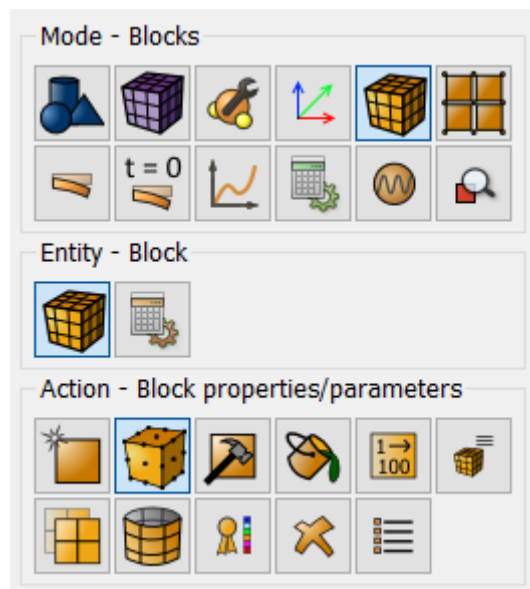 Mode - Blocks
t = 0
Entity - Block
Action - Block properties/parameters
1→
100